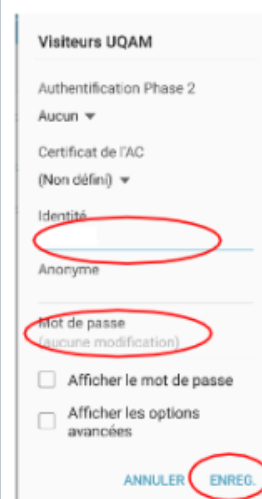 Visiteurs UQAM
Authentification Phase 2
Aucun
Certificat de l'AC
(Non défini)
Identité
Anonyme
Mot de passe
(aucune modification)
Afficher le mot de passe
Afficher les options
avancées
ANNULER ENREG.